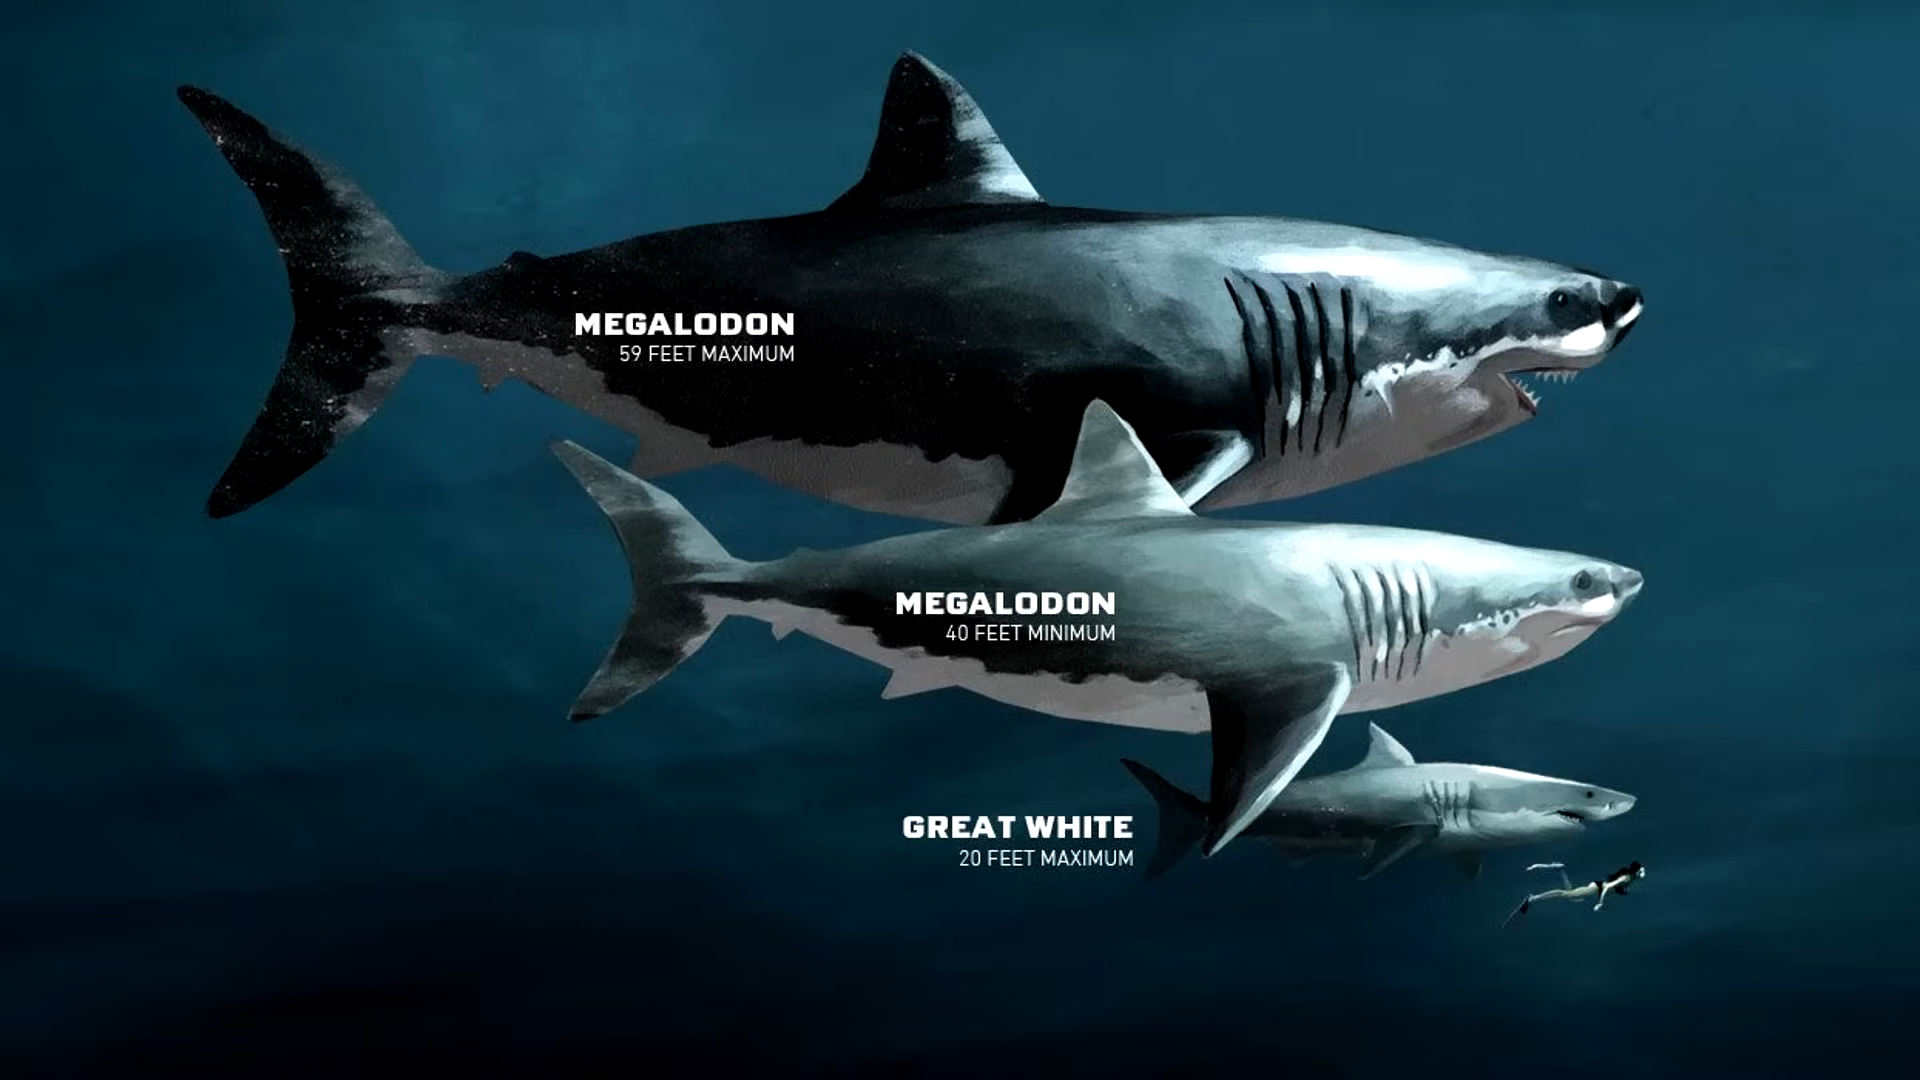 MEGALODON
59 FEET MAXIMUM
MEGALODON
40 FEET MINIMUM
GREAT WHITE
20 FEET MAXIMUM